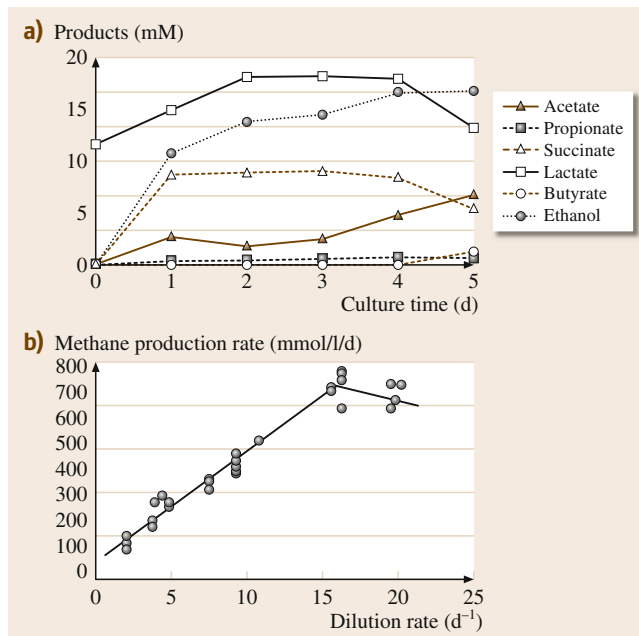 a) Products (mM)
20
15
10
5
0
0 1 2 3 4 5
Culture time (d)
Acetate
Propionate
Succinate
Lactate
Butyrate
Ethanol
b) Methane production rate (mmol/l/d)
800
700
600
500
400
300
200
100
0
0 5 10 15 20 25
Dilution rate (d⁻¹)